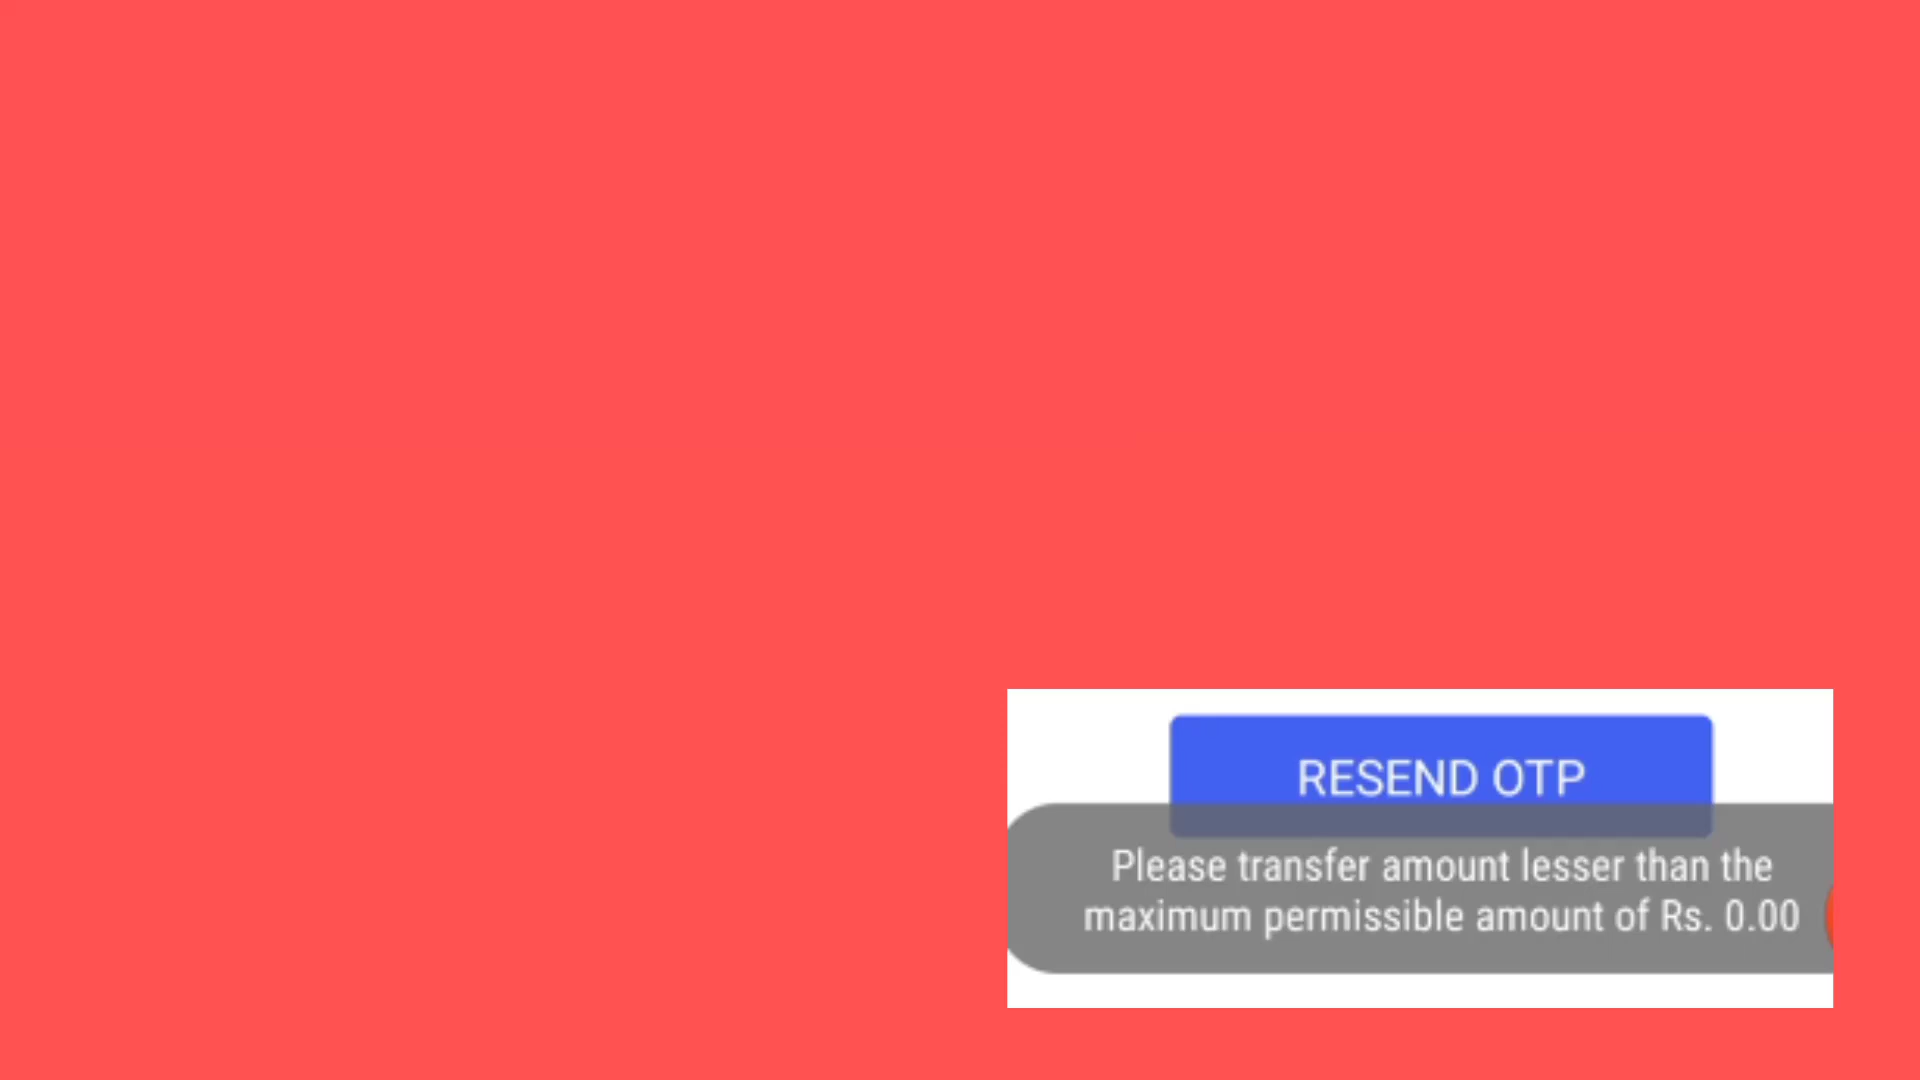 RESEND OTP
Please transfer amount lesser than the
maximum permissible amount of Rs. 0.00